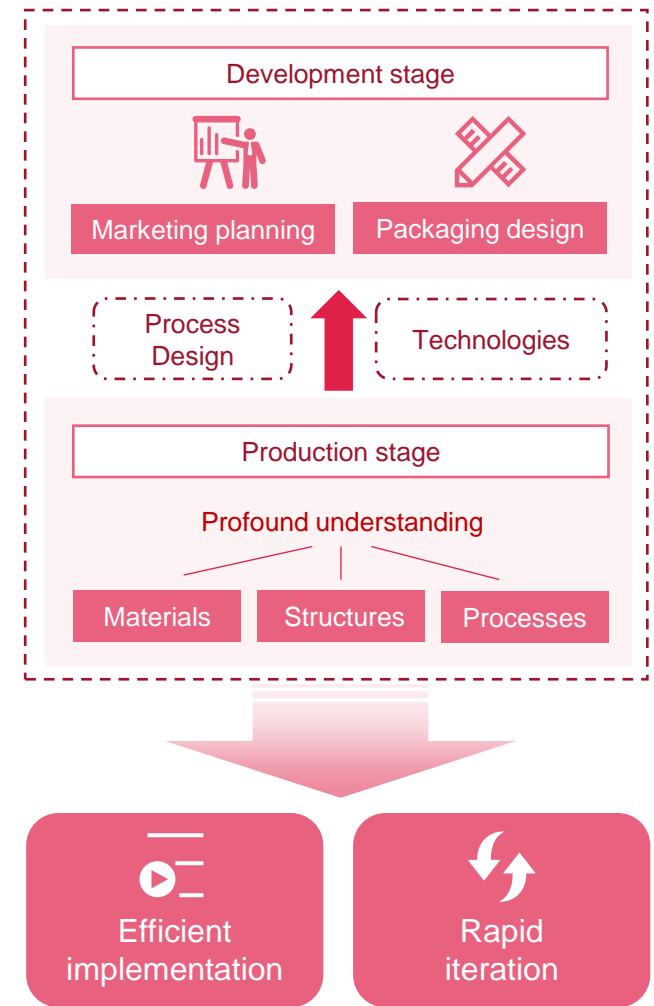 Development stage
Marketing planning
Packaging design
Process
Design
Technologies
Production stage
Profound understanding
Materials
Structures
Processes
Efficient
implementation
Rapid
iteration